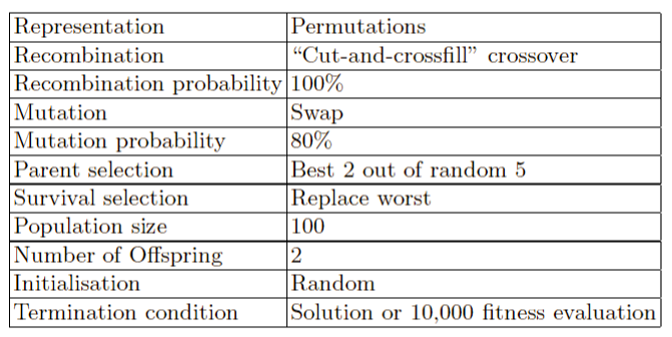 Representation Permutations
Recombination “Cut-and-crossfill” crossover
Recombination probability 100%
Mutation Swap
Mutation probability 80%
Parent selection Best 2 out of random 5
Survival selection Replace worst
Population size 100
Number of Offspring 2
Initialisation Random
Termination condition Solution or 10,000 fitness evaluation